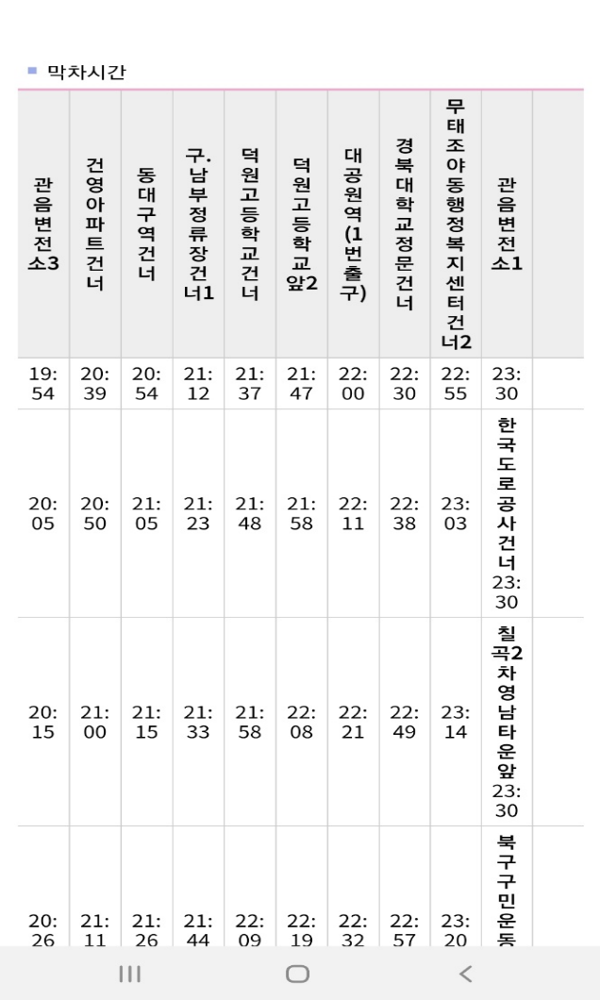 막차시간
관음변전소3
건영아파트건너
동대구역건너
구.남부정류장건너1
덕원고등학교건너
덕원고등학교앞2
대공원역(1번출구)
경북대학교정문건너
무태조야동행정복지센터건너2
관음변전소1
19:54 20:39 20:54 21:12 21:37 21:47 22:00 22:30 22:55 23:30
20:05 20:50 21:05 21:23 21:48 21:58 22:11 22:38 23:03 한국도로공사건너 23:30
20:15 21:00 21:15 21:33 21:58 22:08 22:21 22:49 23:14 칠곡2차영남타운앞 23:30
20:26 21:11 21:26 21:44 22:09 22:19 22:32 22:57 23:20 북구구민운동